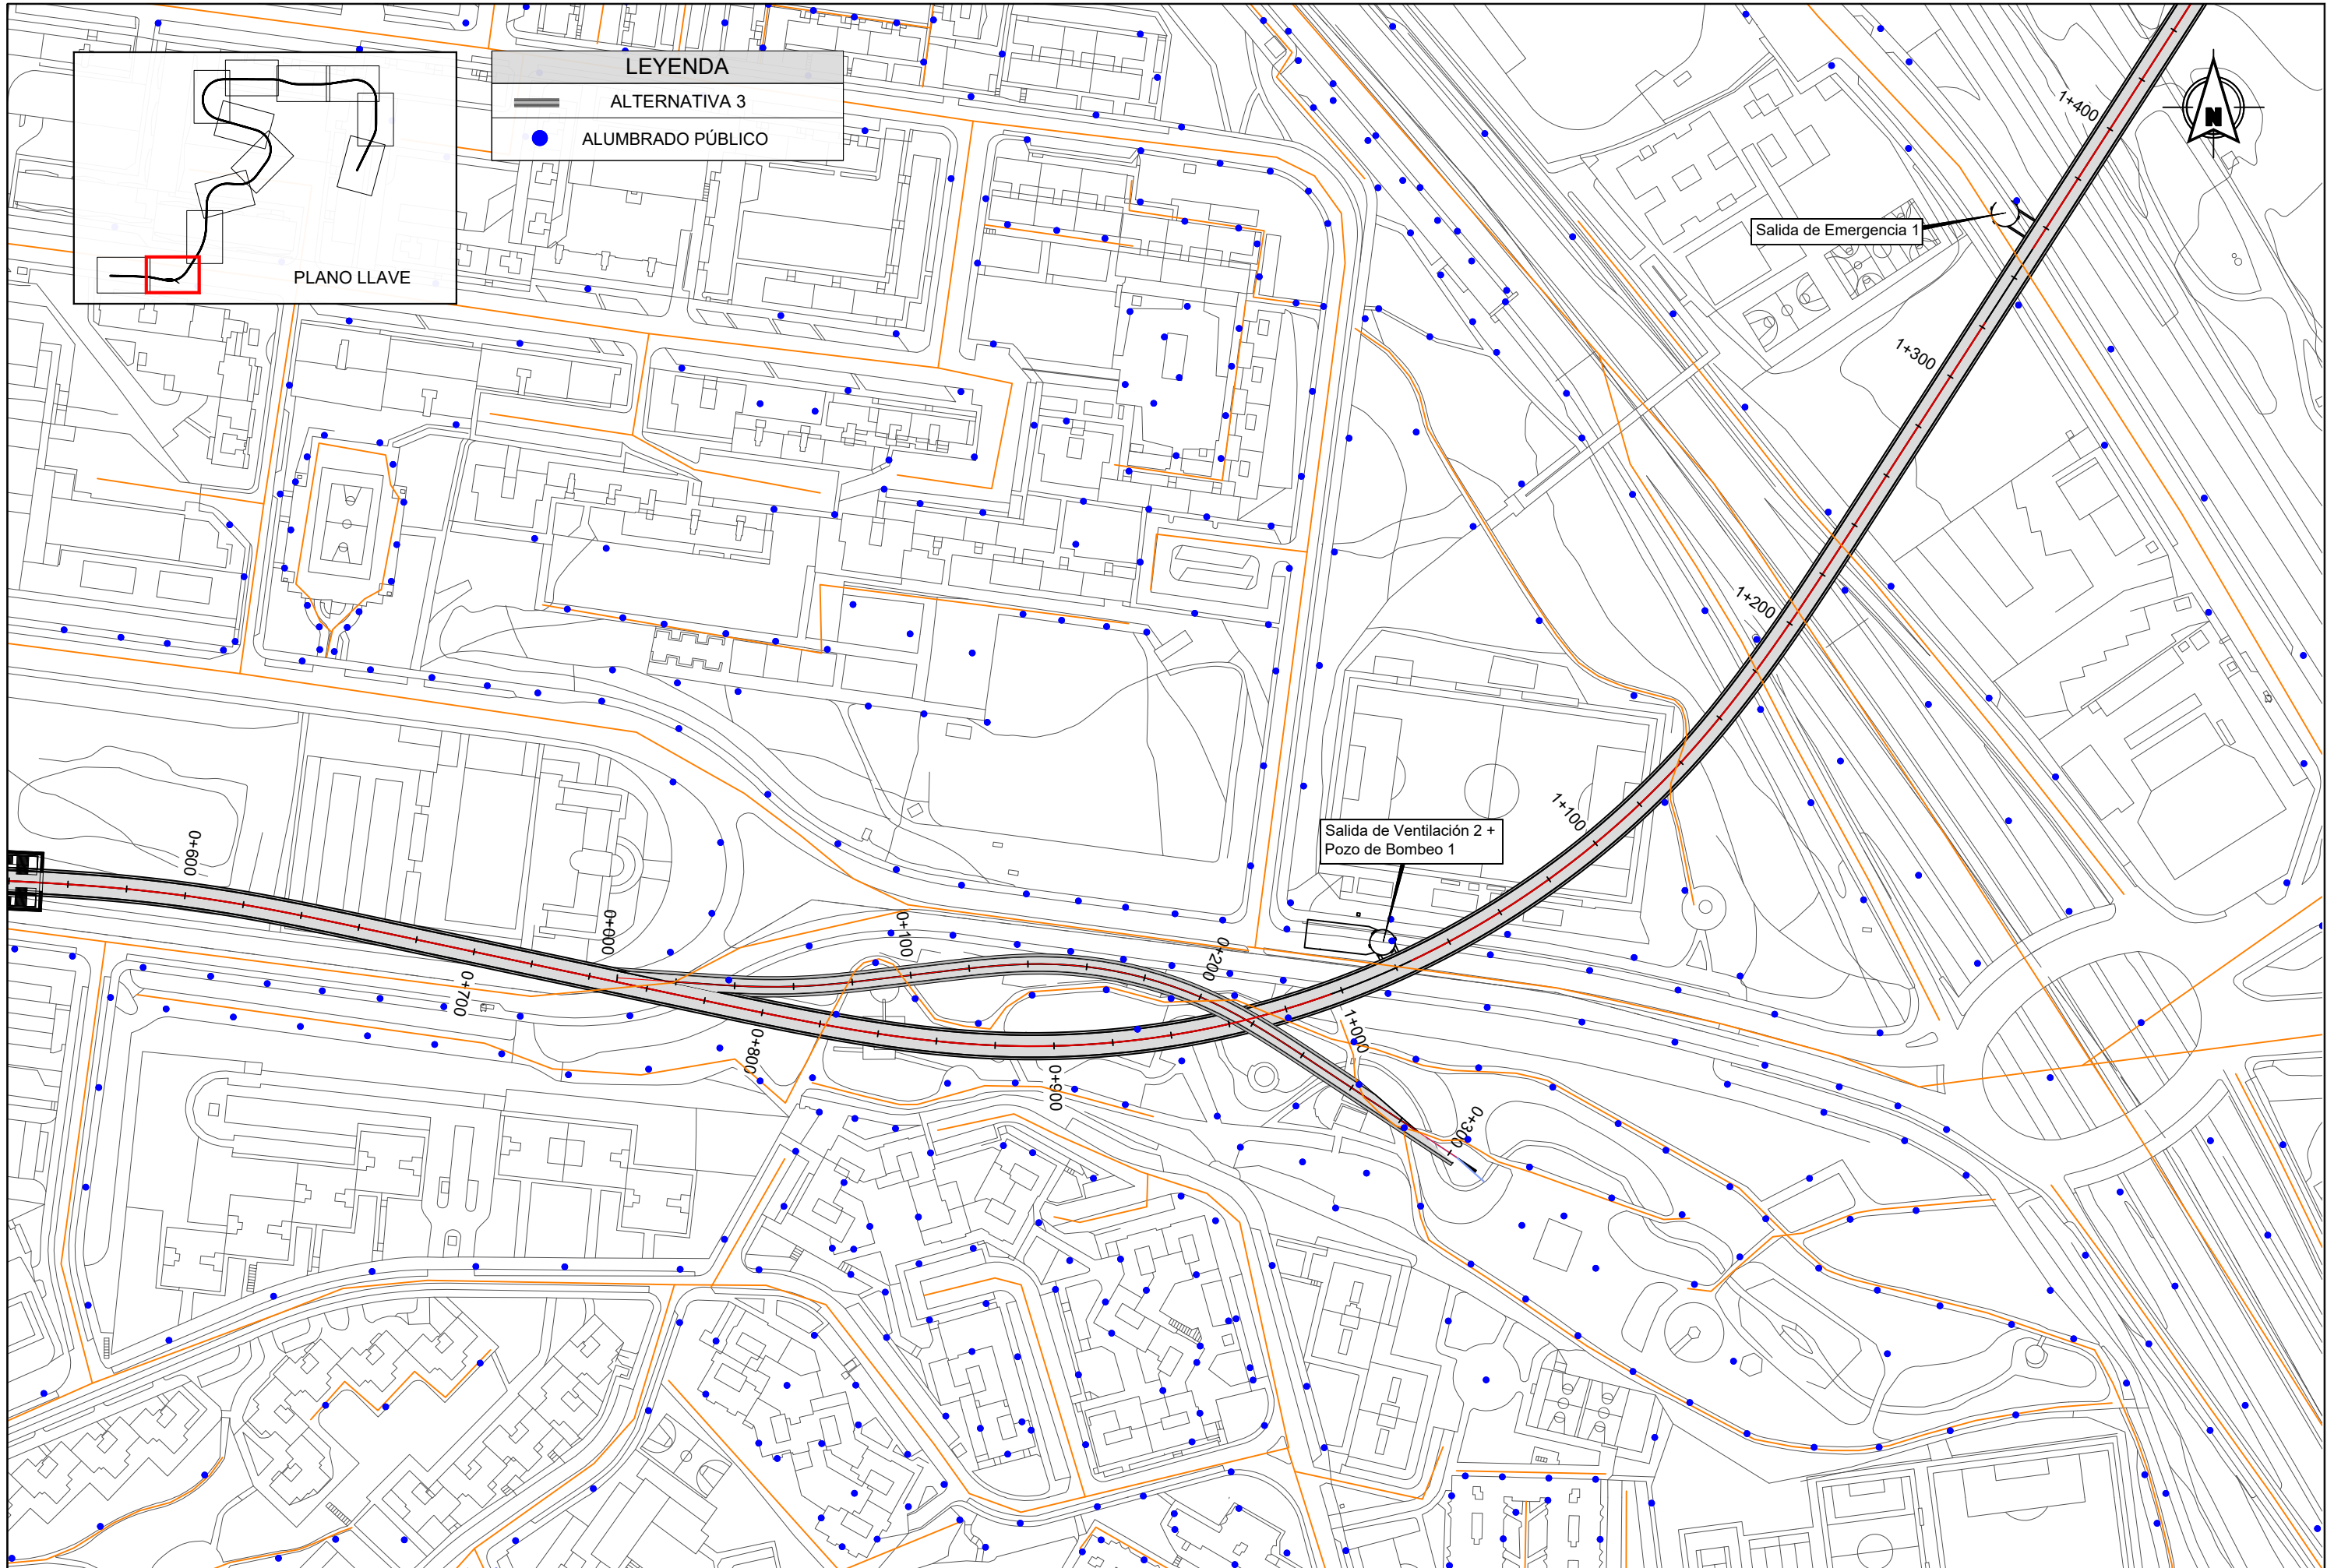 LEYENDA
ALTERNATIVA 3
ALUMBRADO PÚBLICO
PLANO LLAVE
N
1+400
Salida de Emergencia 1
1+300
1+200
1+100
Salida de Ventilación 2 +
Pozo de Bombeo 1
0+600
0+000
0+100
0+200
0+700
0+800
0+900
1+000
0+300